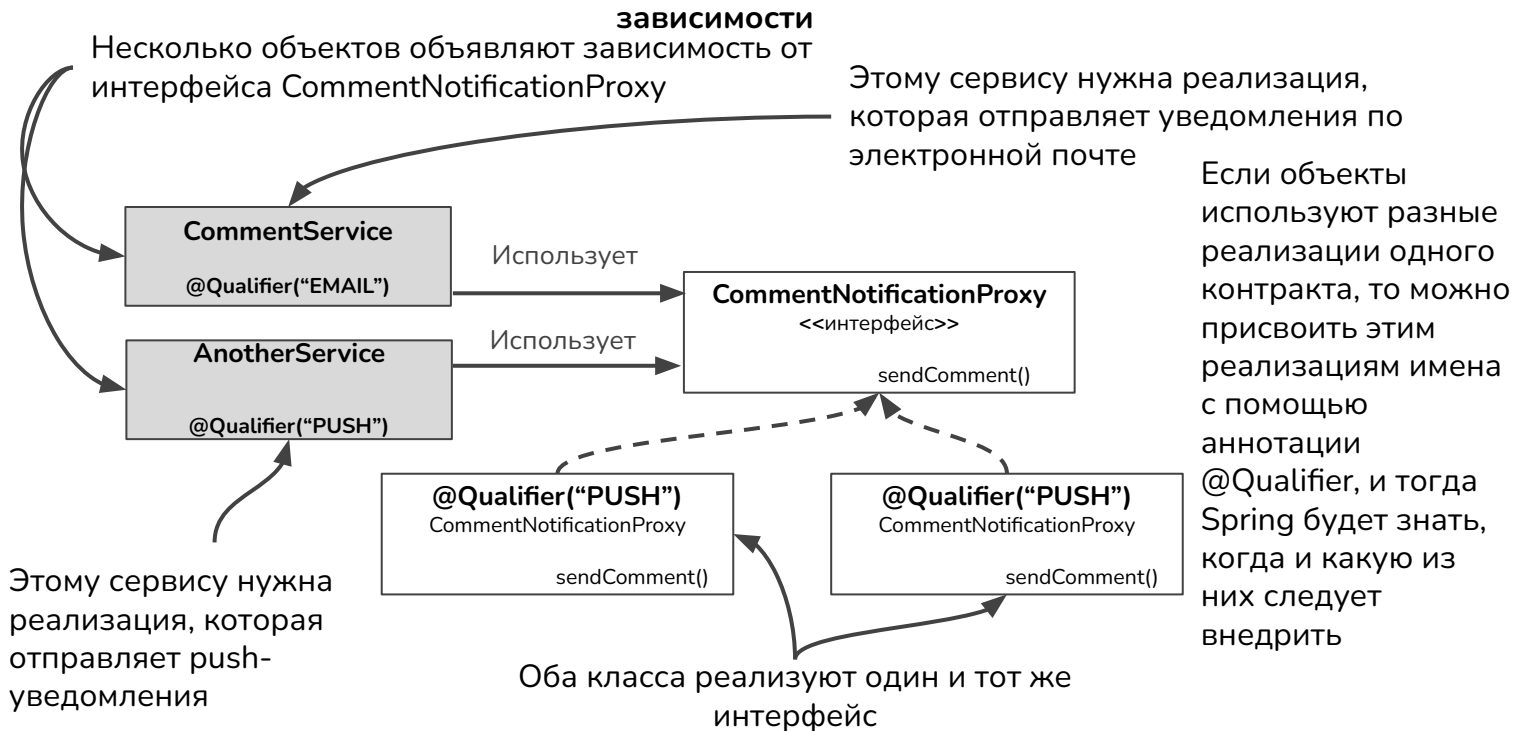 зависимости
Несколько объектов объявляют зависимость от
интерфейса CommentNotificationProxy
Этому сервису нужна реализация,
которая отправляет уведомления по
электронной почте
Если объекты
используют разные
реализации одного
контракта, то можно
присвоить этим
реализациям имена
с помощью
аннотации
@Qualifier, и тогда
Spring будет знать,
когда и какую из
них следует
внедрить
CommentService
@Qualifier(“EMAIL”)
Использует
AnotherService
@Qualifier(“PUSH”)
Использует
CommentNotificationProxy
<<интерфейс>>
sendComment()
@Qualifier(“PUSH”)
CommentNotificationProxy
sendComment()
@Qualifier(“PUSH”)
CommentNotificationProxy
sendComment()
Этому сервису нужна
реализация, которая
отправляет push-
уведомления
Оба класса реализуют один и тот же
интерфейс